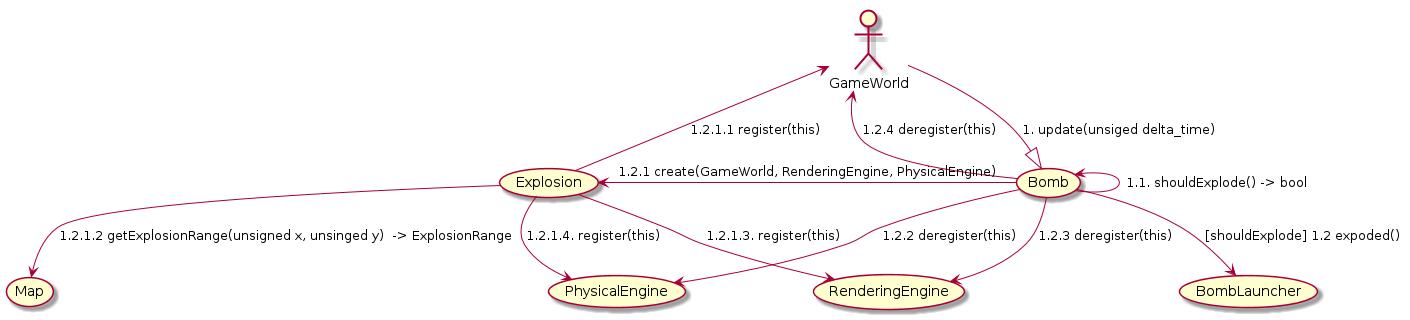 GameWorld
1.2.1.1 register(this)
1.2.4 deregister(this)
1. update(unsiged delta_time)
1.2.1 create(GameWorld, RenderingEngine, PhysicalEngine)
Explosion
Bomb
1.1. shouldExplode() -> bool
1.2.1.2 getExplosionRange(unsigned x, unsinged y)  -> ExplosionRange
1.2.1.4. register(this)
1.2.1.3. register(this)
1.2.2 deregister(this)
1.2.3 deregister(this)
[shouldExplode] 1.2 expoded()
Map
PhysicalEngine
RenderingEngine
BombLauncher